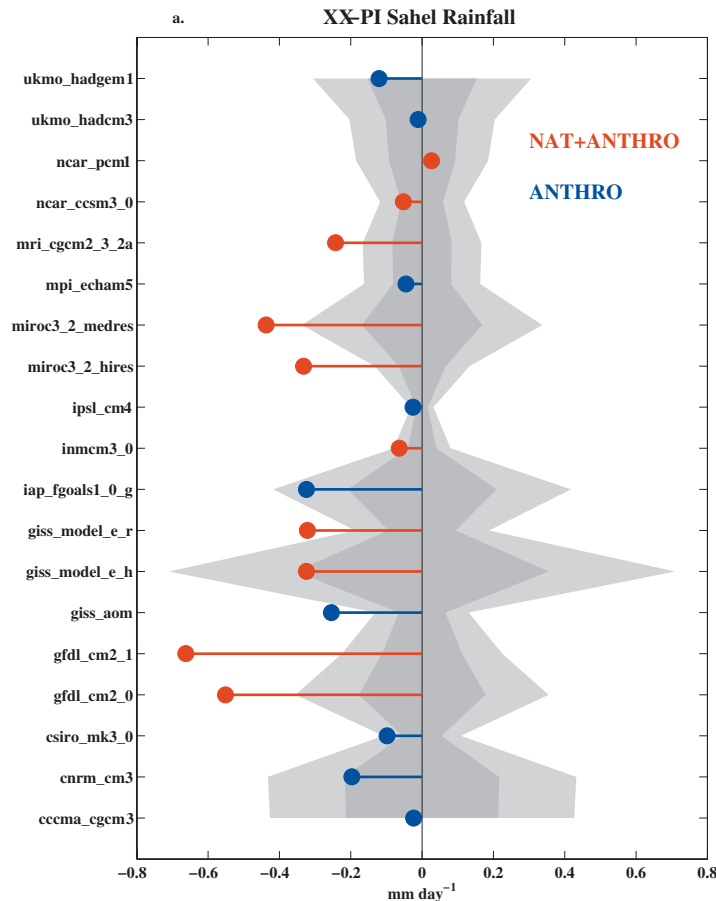 a. XX-PI Sahel Rainfall
ukmo_hadgem1
ukmo_hadcm3
NAT+ANTHRO
ncar_pcm1
ANTHRO
ncar_ccsm3_0
mri_cgcm2_3_2a
mpi_echam5
miroc3_2_medres
miroc3_2_hires
ipsl_cm4
inmcm3_0
iap_fgoals1_0_g
giss_model_e_r
giss_model_e_h
giss_aom
gfdl_cm2_1
gfdl_cm2_0
csiro_mk3_0
cnrm_cm3
cccma_cgcm3
−0.8 −0.6 −0.4 −0.2 0 0.2 0.4 0.6 0.8
mm day⁻¹